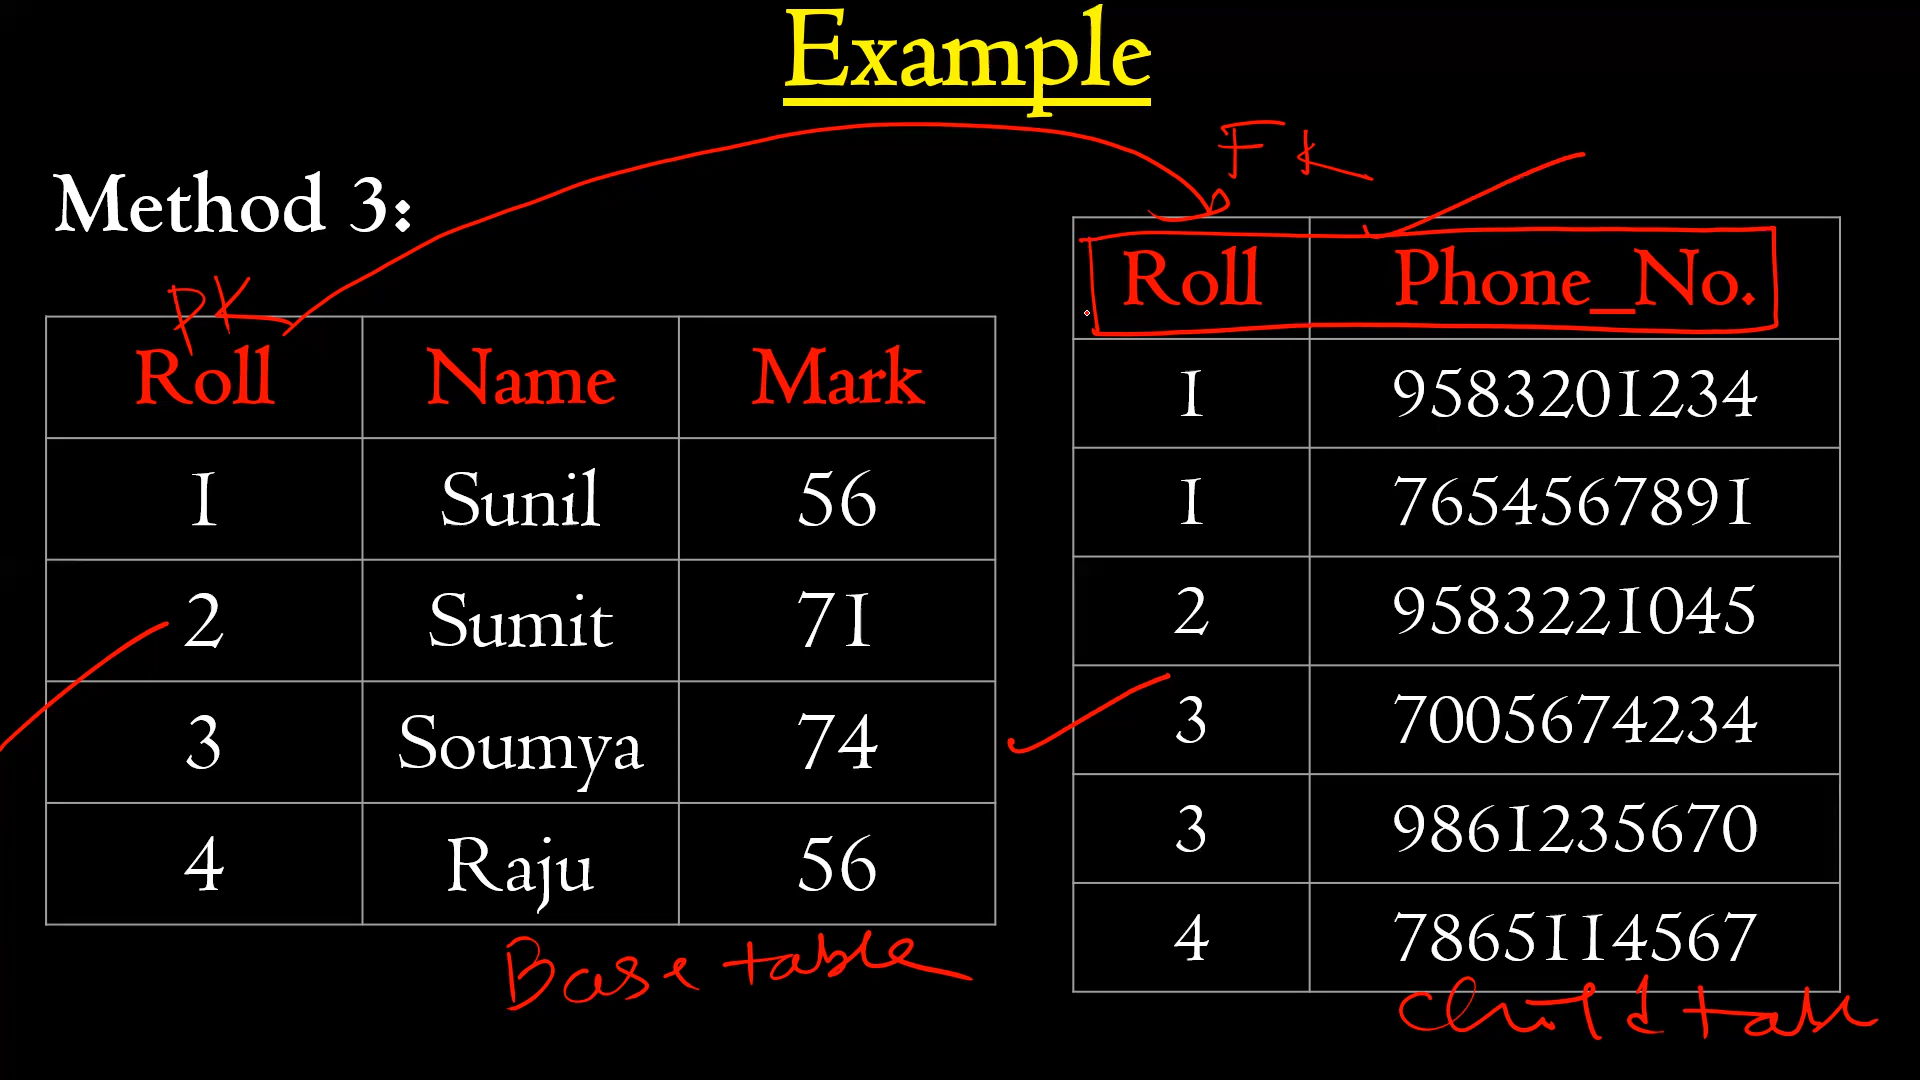 Example
Method 3:
FK
PK
Roll Name Mark
1 Sunil 56
2 Sumit 71
3 Soumya 74
4 Raju 56
Base table
Roll Phone_No.
1 9583201234
1 7654567891
2 9583221045
3 7005674234
3 9861235670
4 7865114567
Child